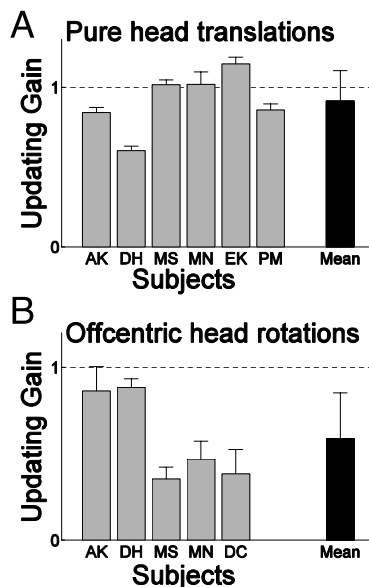 A
Pure head translations
Updating Gain
1
0
AK DH MS MN EK PM Mean
Subjects
B
Offcentric head rotations
Updating Gain
1
0
AK DH MS MN DC Mean
Subjects